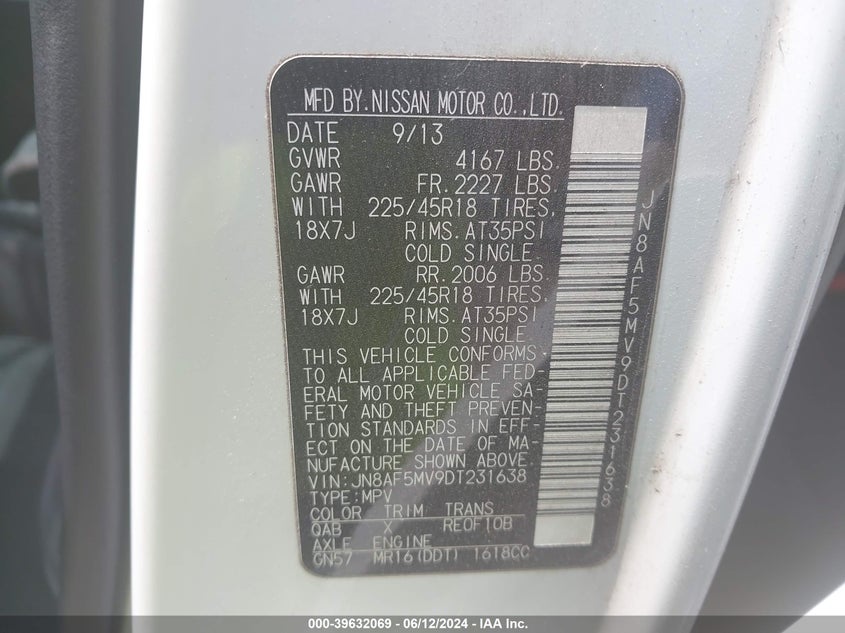 MFD BY.NISSAN MOTOR CO.,LTD.
DATE 9/13
GVWR 4167 LBS.
GAWR FR. 2227 LBS.
WITH 225/45R18 TIRES,
18X7J RIMS.AT35PSI
COLD SINGLE.
GAWR RR. 2006 LBS.
WITH 225/45R18 TIRES.
18X7J RIMS.AT35PSI
COLD SINGLE.
THIS VEHICLE CONFORMS
TO ALL APPLICABLE FED-
ERAL MOTOR VEHICLE SA-
FETY AND THEFT PREVEN-
TION STANDARDS IN EFF-
ECT ON THE DATE OF MA-
NUFACTURE SHOWN ABOVE.
VIN:JN8AF5MV9DT231638
TYPE:MPV
COLOR TRIM TRANS
QAB X RE0F10B
AXLE ENGINE
GN57 MR16(DDT) 1618CC
JN8AF5MV9DT231638
000-39632069 - 06/12/2024 - IAA Inc.